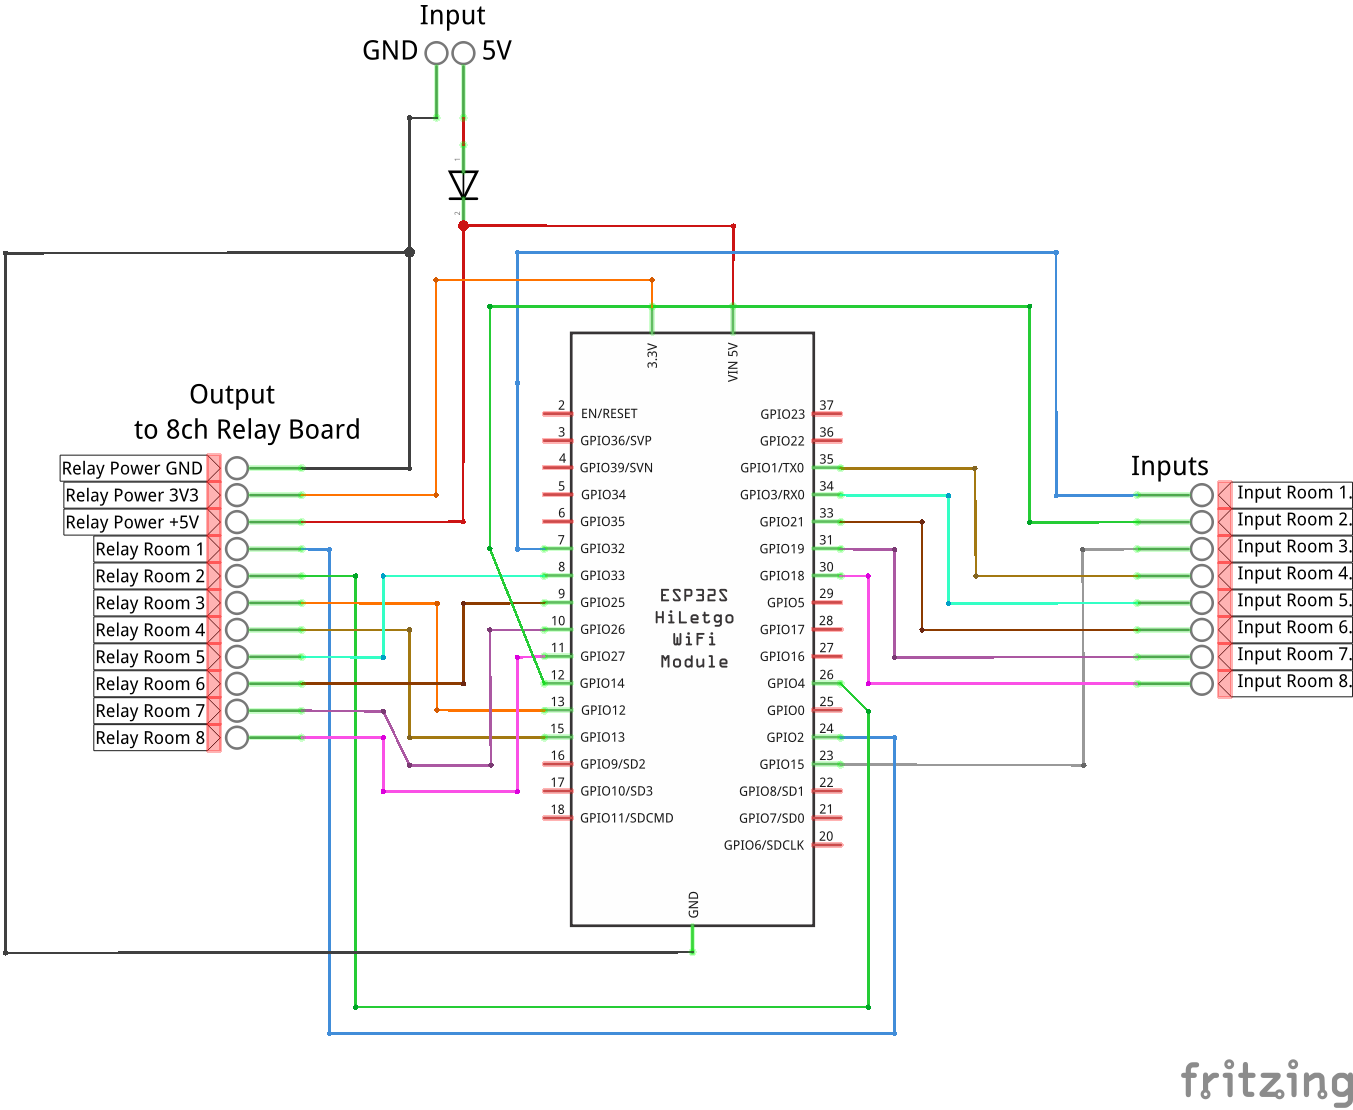 Input
GND 5V
1
2
Output
to 8ch Relay Board
Relay Power GND
Relay Power 3V3
Relay Power +5V
Relay Room 1
Relay Room 2
Relay Room 3
Relay Room 4
Relay Room 5
Relay Room 6
Relay Room 7
Relay Room 8
3.3V
VIN 5V
2 EN/RESET
3 GPIO36/SVP
4 GPIO39/SVN
5 GPIO34
6 GPIO35
7 GPIO32
8 GPIO33
9 GPIO25
10 GPIO26
11 GPIO27
12 GPIO14
13 GPIO12
15 GPIO13
16 GPIO9/SD2
17 GPIO10/SD3
18 GPIO11/SDCMD
ESP32S
HiLetgo
WiFi
Module
GPIO23 37
GPIO22 36
GPIO1/TX0 35
GPIO3/RX0 34
GPIO21 33
GPIO19 31
GPIO18 30
GPIO5 29
GPIO17 28
GPIO16 27
GPIO4 26
GPIO0 25
GPIO2 24
GPIO15 23
GPIO8/SD1 22
GPIO7/SD0 21
GPIO6/SDCLK 20
GND
Inputs
Input Room 1.
Input Room 2.
Input Room 3.
Input Room 4.
Input Room 5.
Input Room 6.
Input Room 7.
Input Room 8.
fritzing